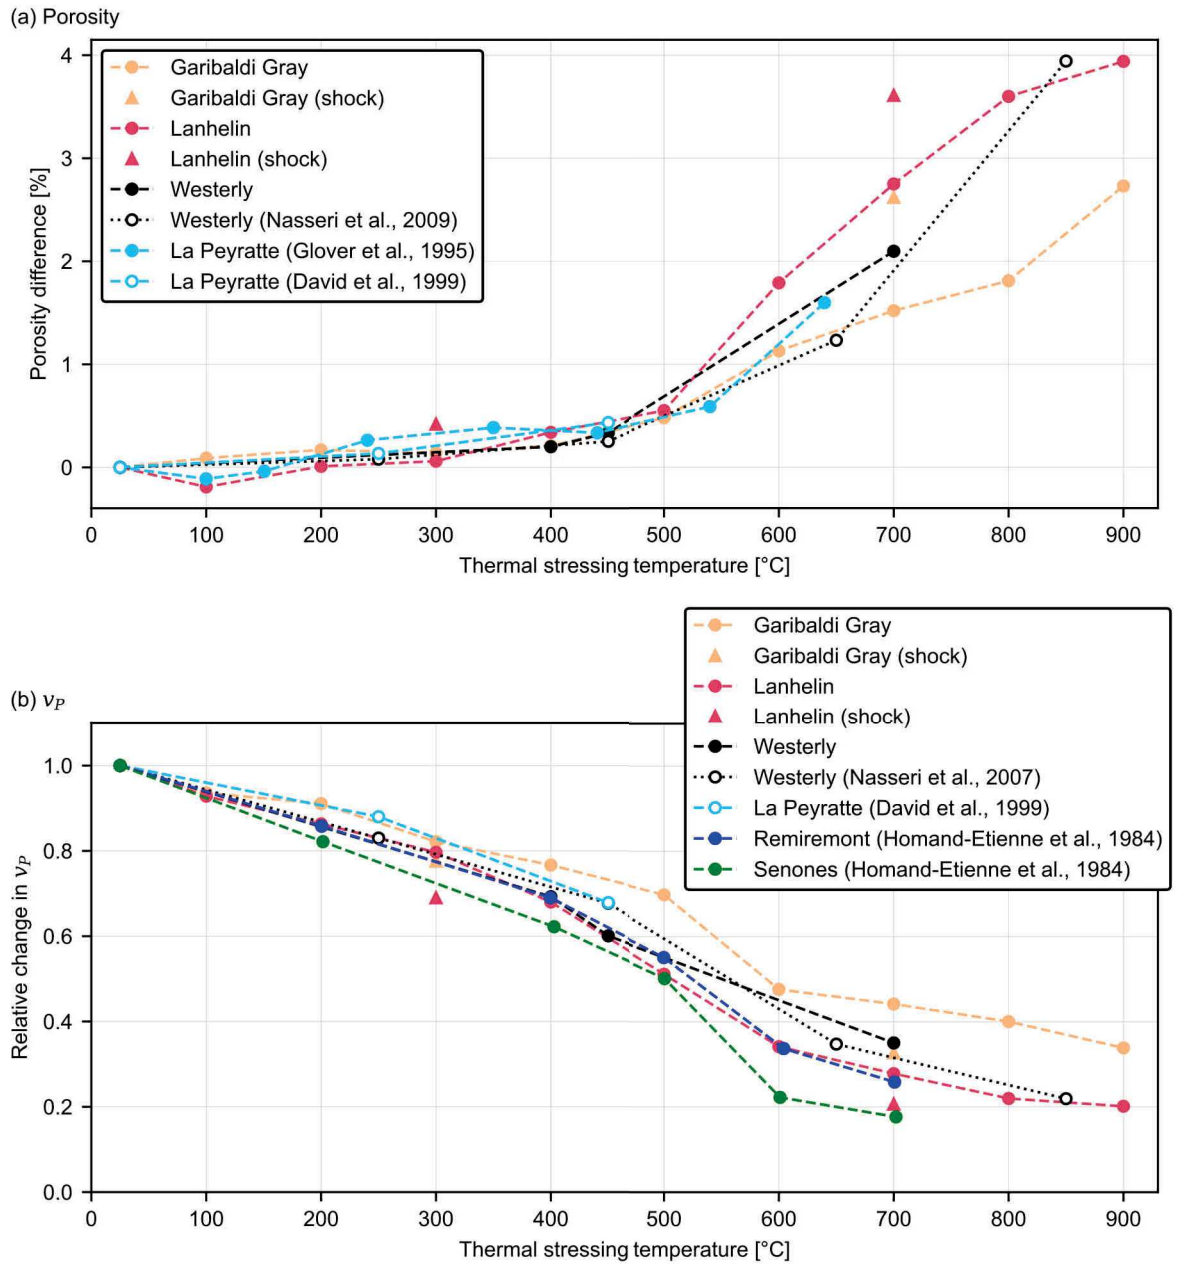 (a) Porosity
4
3
2
1
0
Porosity difference [%]
Garibaldi Gray
Garibaldi Gray (shock)
Lanhelin
Lanhelin (shock)
Westerly
Westerly (Nasseri et al., 2009)
La Peyratte (Glover et al., 1995)
La Peyratte (David et al., 1999)
0 100 200 300 400 500 600 700 800 900
Thermal stressing temperature [°C]
(b) vP
Garibaldi Gray
Garibaldi Gray (shock)
Lanhelin
Lanhelin (shock)
Westerly
Westerly (Nasseri et al., 2007)
La Peyratte (David et al., 1999)
Remiremont (Homand-Etienne et al., 1984)
Senones (Homand-Etienne et al., 1984)
1.0
0.8
0.6
0.4
0.2
0.0
Relative change in vP
0 100 200 300 400 500 600 700 800 900
Thermal stressing temperature [°C]